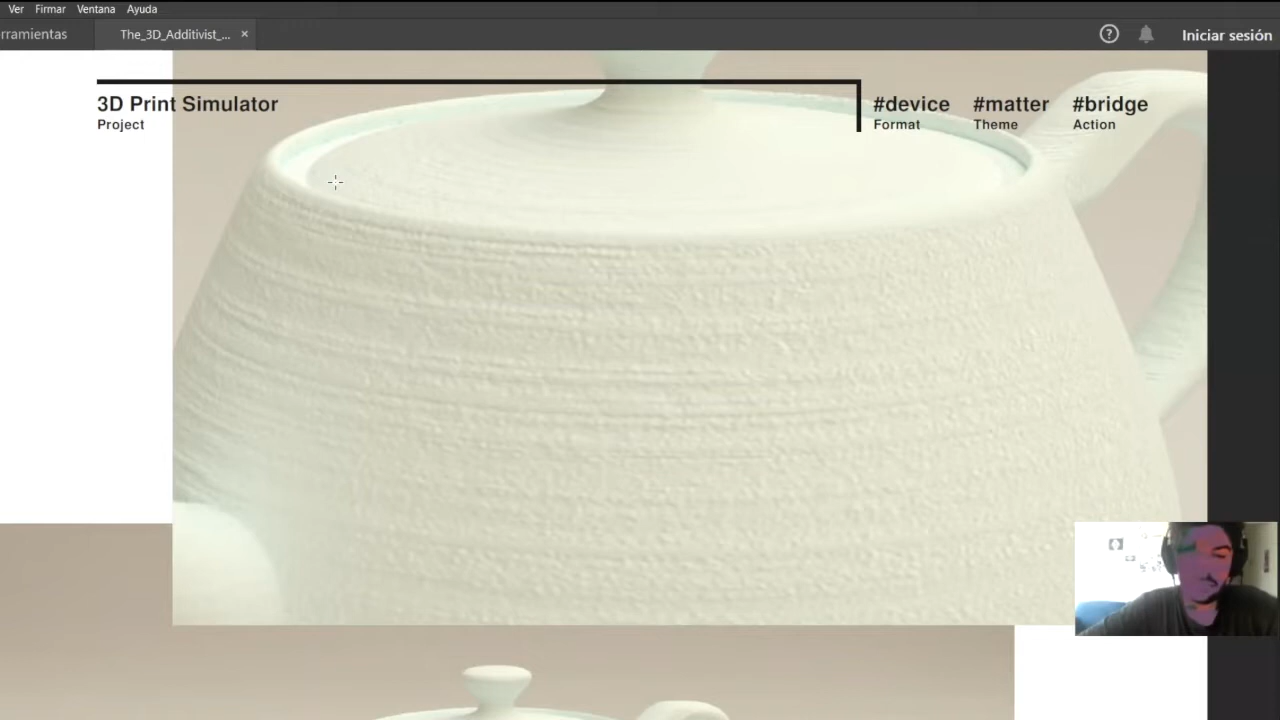 Ver Firmar Ventana Ayuda
rramientas The_3D_Additivist_... × ? Iniciar sesión
3D Print Simulator #device #matter #bridge
Project Format Theme Action